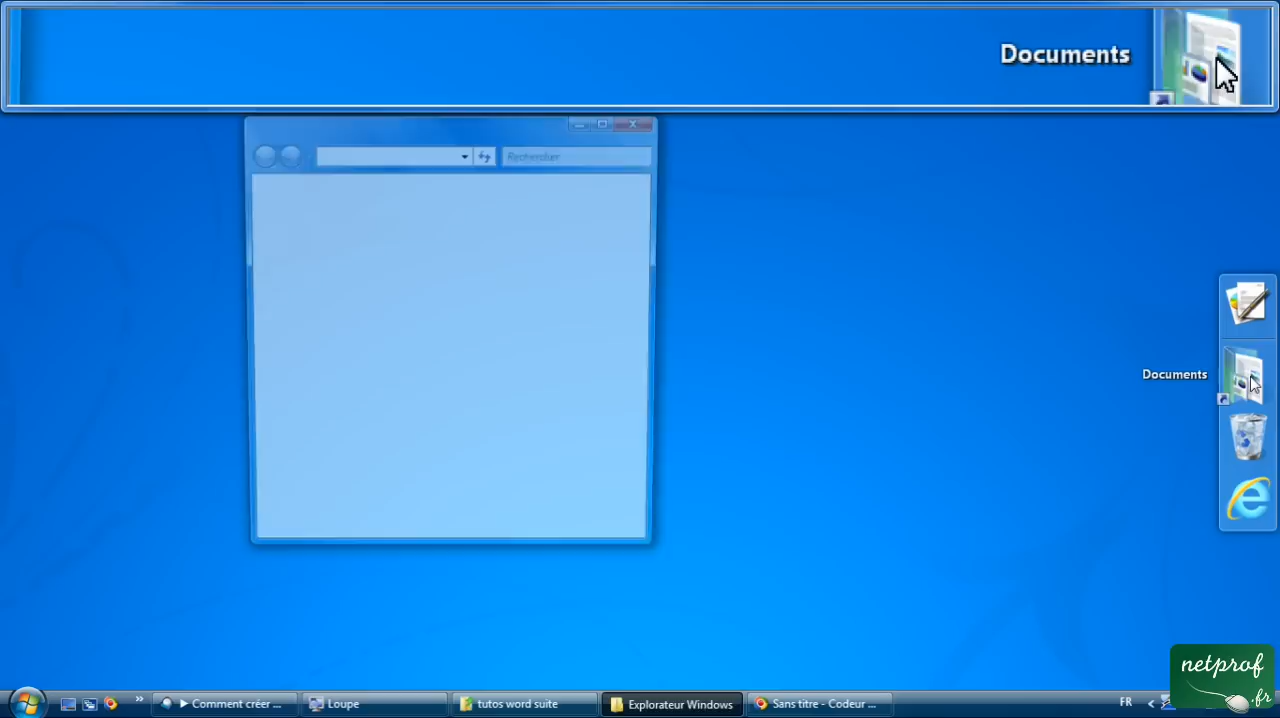 Documents
Rechercher
Documents
Comment créer ...
Loupe
tutos word suite
Explorateur Windows
Sans titre - Codeur ...
FR
netprof
.fr